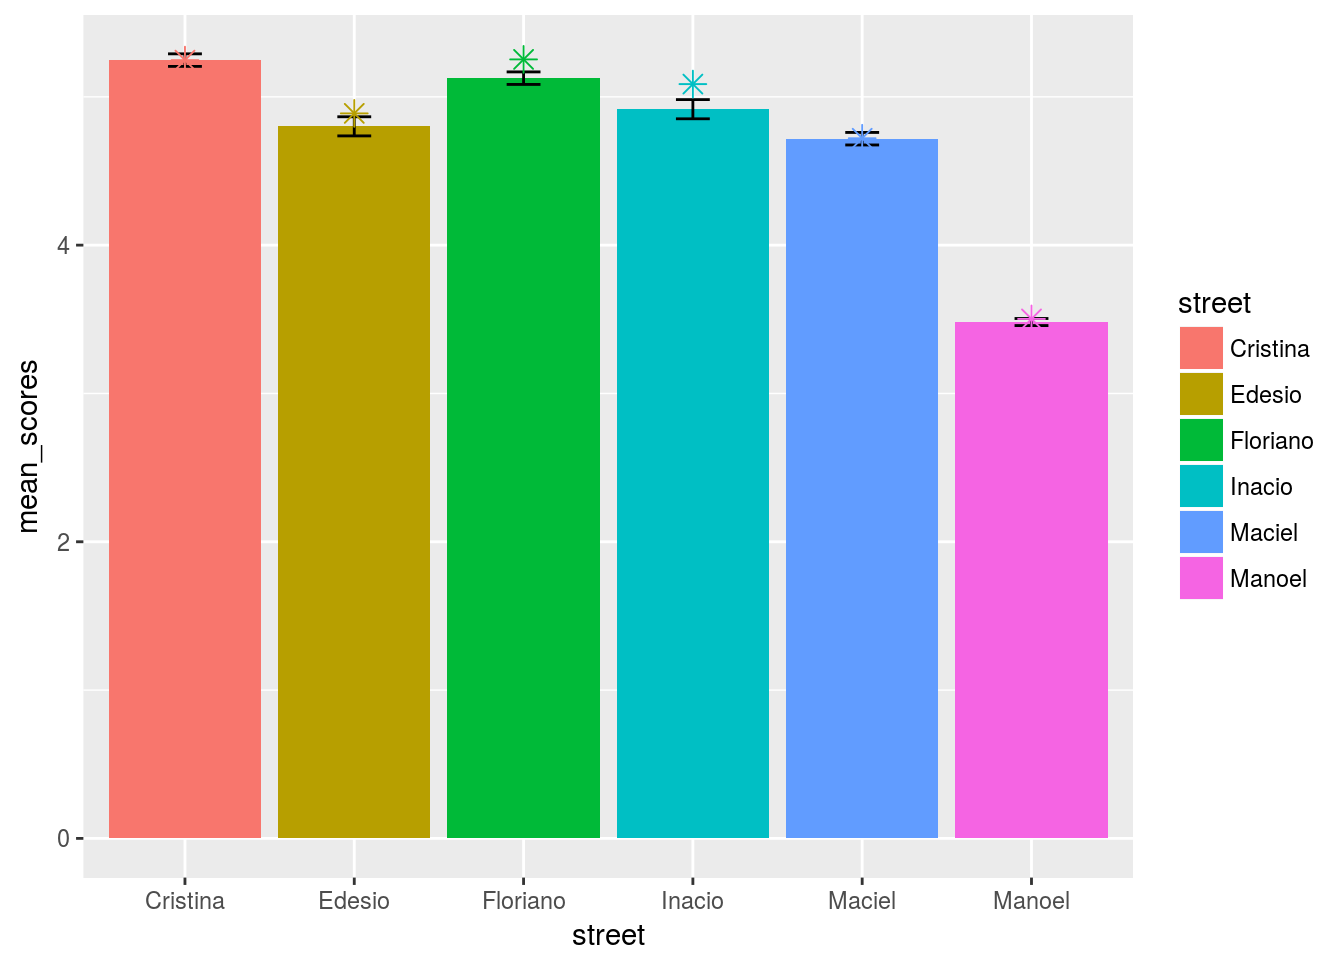 mean_scores
4
2
0
Cristina
Edesio
Floriano
Inacio
Maciel
Manoel
street
street
Cristina
Edesio
Floriano
Inacio
Maciel
Manoel